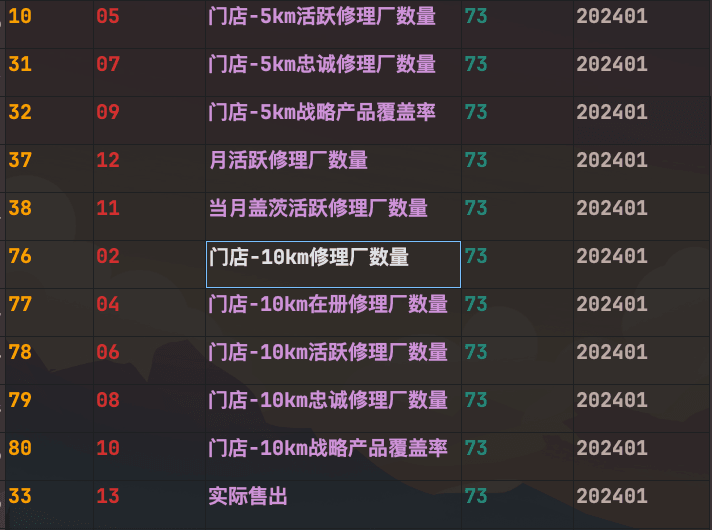 10 05 门店-5km活跃修理厂数量 73 202401
31 07 门店-5km忠诚修理厂数量 73 202401
32 09 门店-5km战略产品覆盖率 73 202401
37 12 月活跃修理厂数量 73 202401
38 11 当月盖茨活跃修理厂数量 73 202401
76 02 门店-10km修理厂数量 73 202401
77 04 门店-10km在册修理厂数量 73 202401
78 06 门店-10km活跃修理厂数量 73 202401
79 08 门店-10km忠诚修理厂数量 73 202401
80 10 门店-10km战略产品覆盖率 73 202401
33 13 实际售出 73 202401